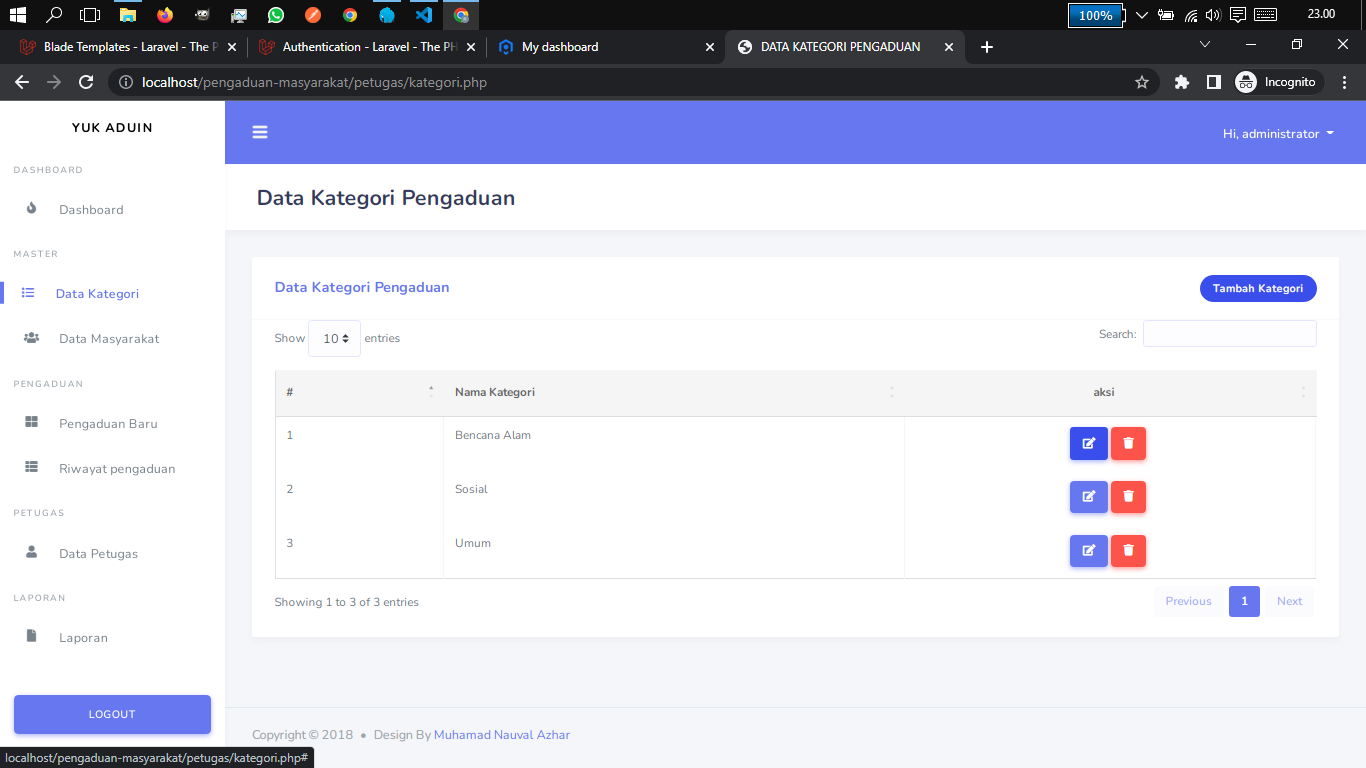 100%
23.00
Blade Templates - Laravel - The P
Authentication - Laravel - The PH
My dashboard
DATA KATEGORI PENGADUAN
localhost/pengaduan-masyarakat/petugas/kategori.php
Incognito
YUK ADUIN
Hi, administrator
DASHBOARD
Dashboard
MASTER
Data Kategori
Data Masyarakat
PENGADUAN
Pengaduan Baru
Riwayat pengaduan
PETUGAS
Data Petugas
LAPORAN
Laporan
LOGOUT
Data Kategori Pengaduan
Data Kategori Pengaduan
Tambah Kategori
Show 10 entries
Search:
# Nama Kategori aksi
1 Bencana Alam
2 Sosial
3 Umum
Showing 1 to 3 of 3 entries
Previous 1 Next
Copyright © 2018 • Design By Muhamad Nauval Azhar
localhost/pengaduan-masyarakat/petugas/kategori.php#